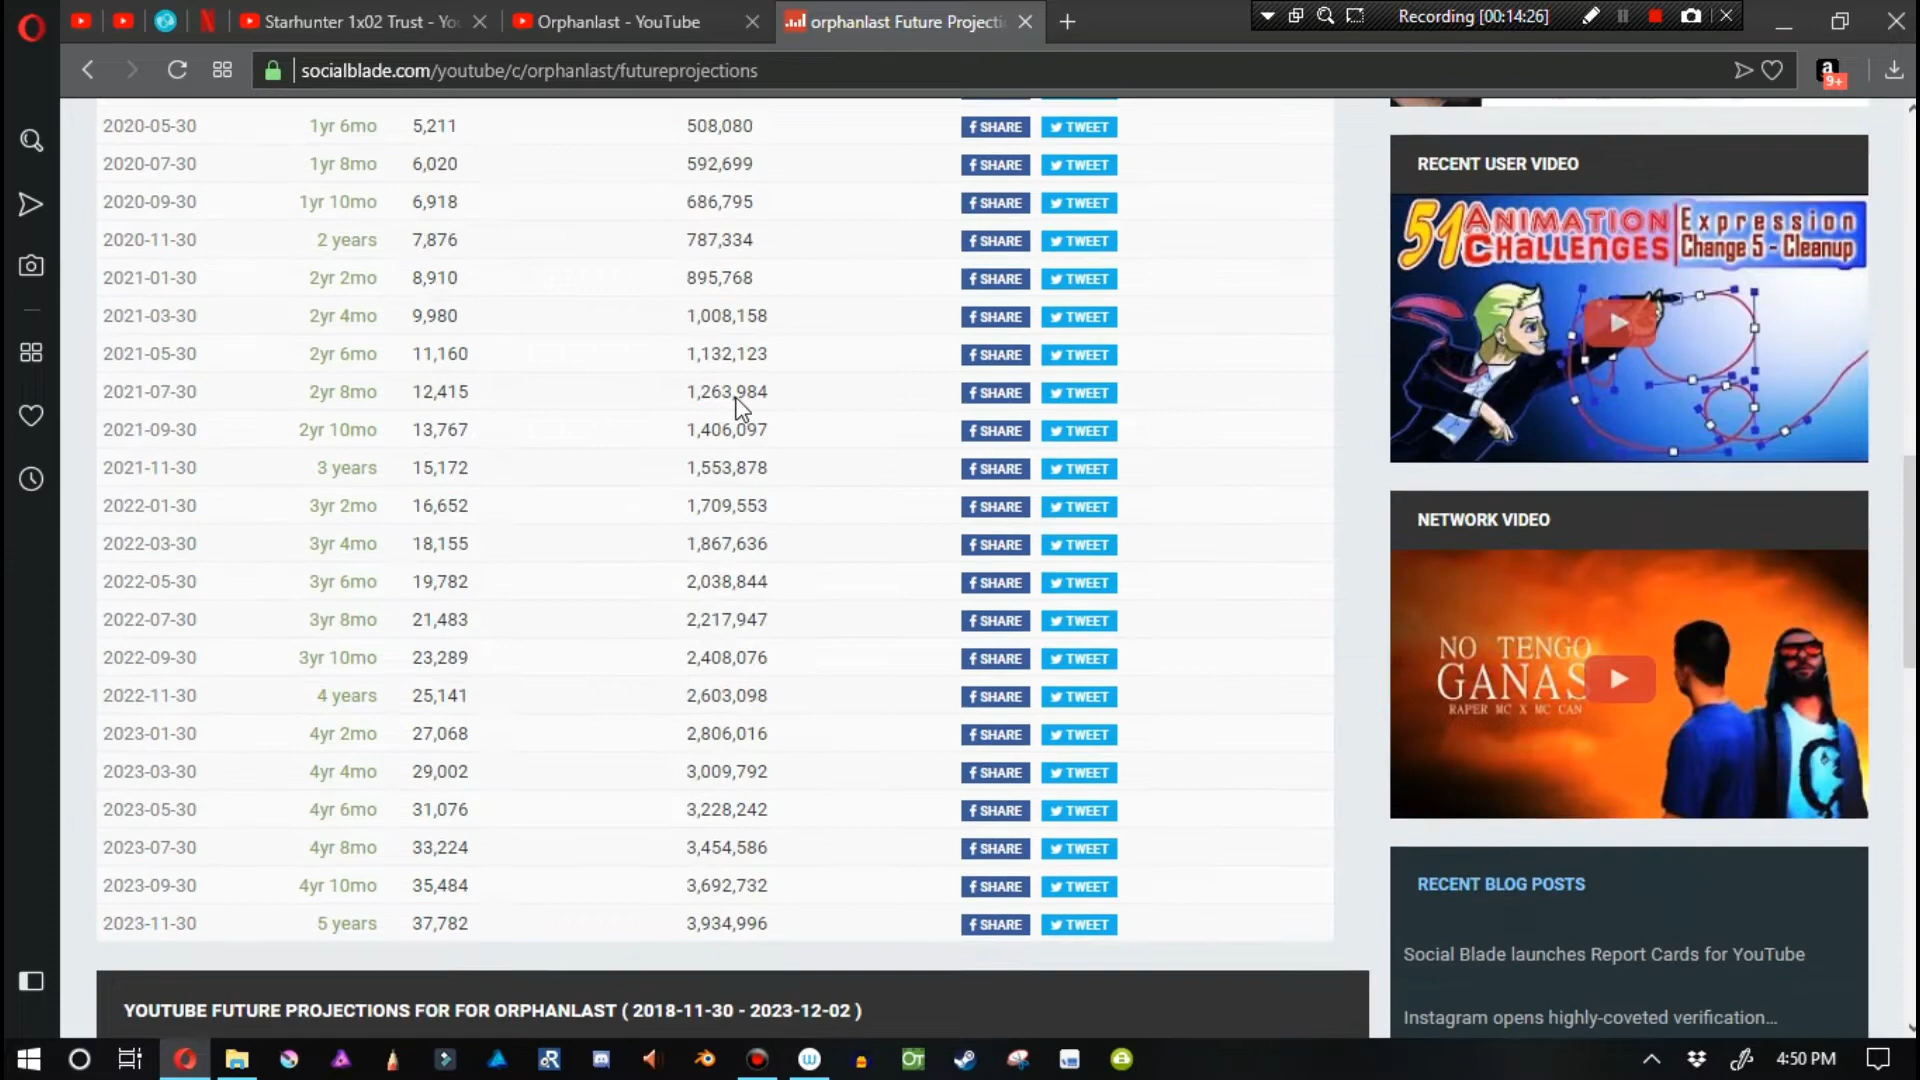 Starhunter 1x02 Trust - Yo
Orphanlast - YouTube
orphanlast Future Projecti
Recording [00:14:26]
socialblade.com/youtube/c/orphanlast/futureprojections
a
9+
2020-05-30 1yr 6mo 5,211 508,080 f SHARE TWEET
2020-07-30 1yr 8mo 6,020 592,699 f SHARE TWEET
2020-09-30 1yr 10mo 6,918 686,795 f SHARE TWEET
2020-11-30 2 years 7,876 787,334 f SHARE TWEET
2021-01-30 2yr 2mo 8,910 895,768 f SHARE TWEET
2021-03-30 2yr 4mo 9,980 1,008,158 f SHARE TWEET
2021-05-30 2yr 6mo 11,160 1,132,123 f SHARE TWEET
2021-07-30 2yr 8mo 12,415 1,263,984 f SHARE TWEET
2021-09-30 2yr 10mo 13,767 1,406,097 f SHARE TWEET
2021-11-30 3 years 15,172 1,553,878 f SHARE TWEET
2022-01-30 3yr 2mo 16,652 1,709,553 f SHARE TWEET
2022-03-30 3yr 4mo 18,155 1,867,636 f SHARE TWEET
2022-05-30 3yr 6mo 19,782 2,038,844 f SHARE TWEET
2022-07-30 3yr 8mo 21,483 2,217,947 f SHARE TWEET
2022-09-30 3yr 10mo 23,289 2,408,076 f SHARE TWEET
2022-11-30 4 years 25,141 2,603,098 f SHARE TWEET
2023-01-30 4yr 2mo 27,068 2,806,016 f SHARE TWEET
2023-03-30 4yr 4mo 29,002 3,009,792 f SHARE TWEET
2023-05-30 4yr 6mo 31,076 3,228,242 f SHARE TWEET
2023-07-30 4yr 8mo 33,224 3,454,586 f SHARE TWEET
2023-09-30 4yr 10mo 35,484 3,692,732 f SHARE TWEET
2023-11-30 5 years 37,782 3,934,996 f SHARE TWEET
YOUTUBE FUTURE PROJECTIONS FOR FOR ORPHANLAST ( 2018-11-30 - 2023-12-02 )
RECENT USER VIDEO
51 ANIMATION CHALLENGES
Expression
Change 5 - Cleanup
NETWORK VIDEO
NO TENGO
GANAS
RAPER MC X MC CAN
RECENT BLOG POSTS
Social Blade launches Report Cards for YouTube
Instagram opens highly-coveted verification...
4:50 PM